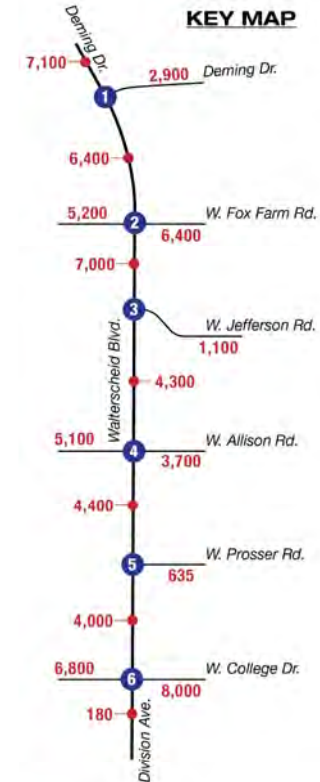 KEY MAP
Deming Dr.
7,100
2,900
Deming Dr.
1
6,400
5,200
W. Fox Farm Rd.
2
6,400
7,000
3
W. Jefferson Rd.
1,100
Walterscheid Blvd.
4,300
5,100
W. Allison Rd.
4
3,700
4,400
W. Prosser Rd.
5
635
4,000
6,800
W. College Dr.
6
8,000
180
Division Ave.